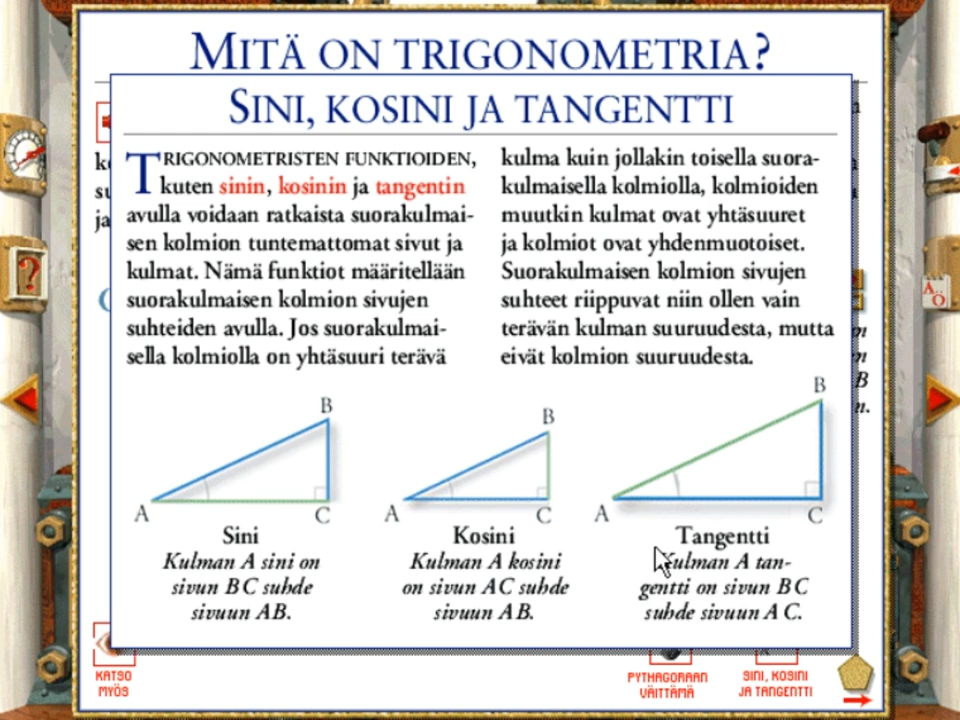 MITÄ ON TRIGONOMETRIA?
SINI, KOSINI JA TANGENTTI
TRIGONOMETRISTEN FUNKTIOIDEN,
kuten sinin, kosinin ja tangentin
avulla voidaan ratkaista suorakulmai-
sen kolmion tuntemattomat sivut ja
kulmat. Nämä funktiot määritellään
suorakulmaisen kolmion sivujen
suhteiden avulla. Jos suorakulmai-
sella kolmiolla on yhtäsuuri terävä
kulma kuin jollakin toisella suora-
kulmaisella kolmiolla, kolmioiden
muutkin kulmat ovat yhtäsuuret
ja kolmiot ovat yhdenmuotoiset.
Suorakulmaisen kolmion sivujen
suhteet riippuvat niin ollen vain
terävän kulman suuruudesta, mutta
eivät kolmion suuruudesta.
B
A
C
Sini
Kulman A sini on
sivun BC suhde
sivuun AB.
B
A
C
Kosini
Kulman A kosini
on sivun AC suhde
sivuun AB.
B
A
C
Tangentti
Kulman A tan-
gentti on sivun BC
suhde sivuun AC.
KATSO
MYÖS
PYTHAGORAAN
VÄITTÄMÄ
SINI, KOSINI
JA TANGENTTI
?
A..
O